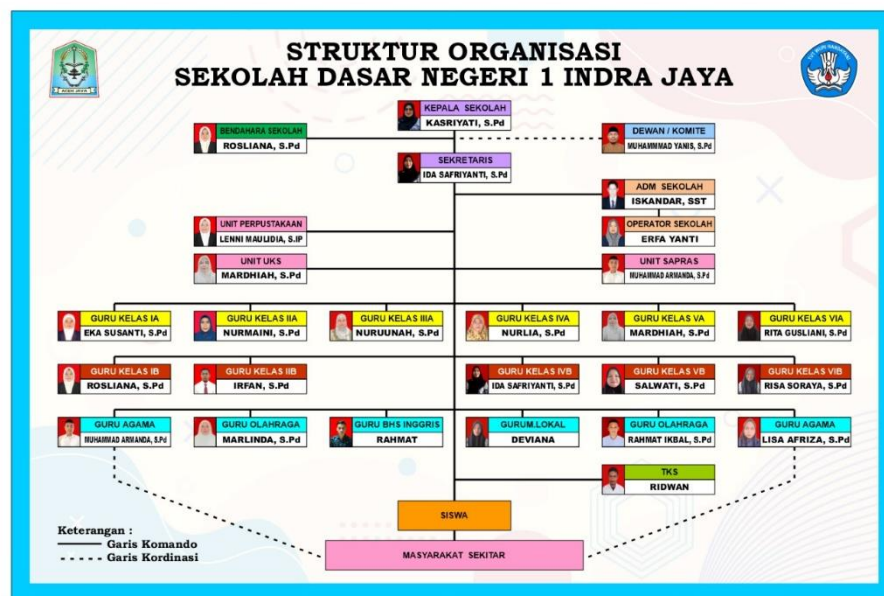 STRUKTUR ORGANISASI
SEKOLAH DASAR NEGERI 1 INDRA JAYA
KEPALA SEKOLAH
KASRIYATI, S.Pd
BENDAHARA SEKOLAH
ROSLIANA, S.Pd
DEWAN / KOMITE
MUHAMMMAD YANIS, S.Pd
SEKRETARIS
IDA SAFRIYANTI, S.Pd
ADM SEKOLAH
ISKANDAR, SST
UNIT PERPUSTAKAAN
LENNI MAULIDIA, S.IP
OPERATOR SEKOLAH
ERFA YANTI
UNIT UKS
MARDHIAH, S.Pd
UNIT SAPRAS
MUHAMMAD ARMANDA, S.Pd
GURU KELAS IA
EKA SUSANTI, S.Pd
GURU KELAS IIA
NURMAINI, S.Pd
GURU KELAS IIIA
NURUUNAH, S.Pd
GURU KELAS IVA
NURLIA, S.Pd
GURU KELAS VA
MARDHIAH, S.Pd
GURU KELAS VIA
RITA GUSLIANI, S.Pd
GURU KELAS IB
ROSLIANA, S.Pd
GURU KELAS IIB
IRFAN, S.Pd
GURU KELAS IVB
IDA SAFRIYANTI, S.Pd
GURU KELAS VB
SALWATI, S.Pd
GURU KELAS VIB
RISA SORAYA, S.Pd
GURU AGAMA
MUHAMMAD ARMANDA, S.Pd
GURU OLAHRAGA
MARLINDA, S.Pd
GURU BHS INGGRIS
RAHMAT
GURUM.LOKAL
DEVIANA
GURU OLAHRAGA
RAHMAT IKBAL, S.Pd
GURU AGAMA
LISA AFRIZA, S.Pd
TKS
RIDWAN
SISWA
MASYARAKAT SEKITAR
Keterangan :
Garis Komando
Garis Kordinasi